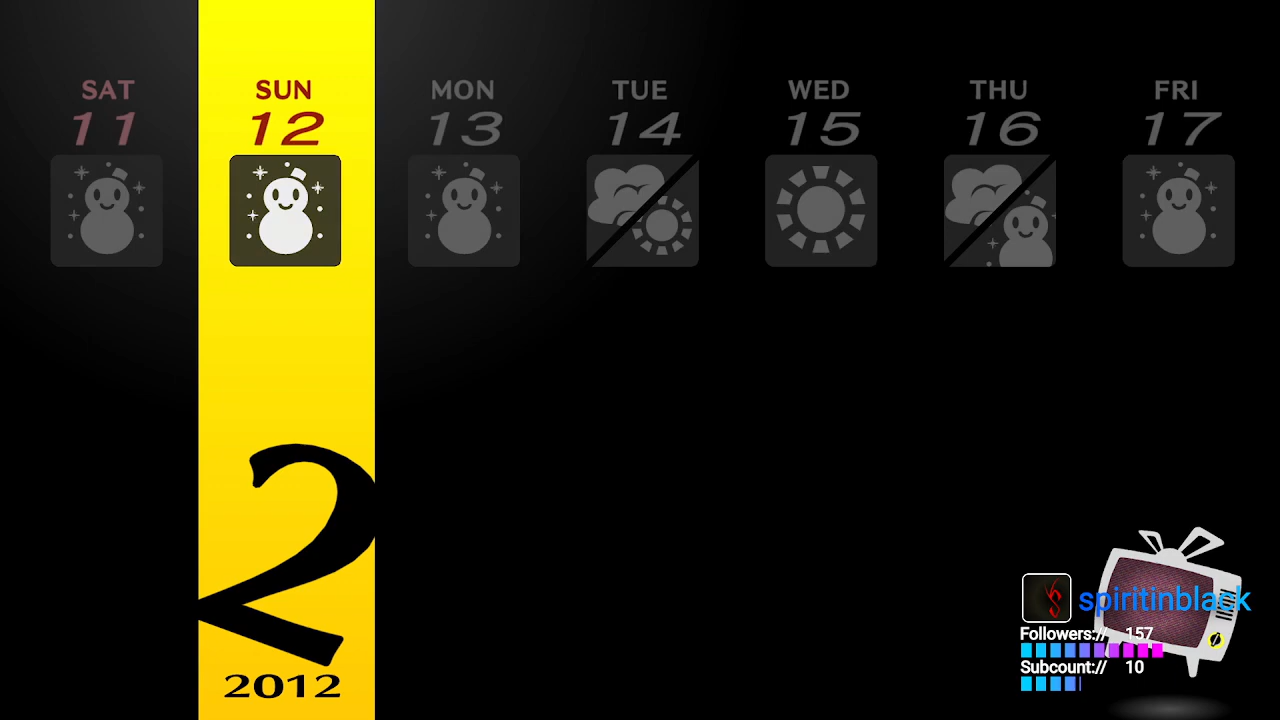 SAT SUN MON TUE WED THU FRI
11 12 13 14 15 16 17
2
2012
spiritinblack
Followers:// 157
Subcount:// 10